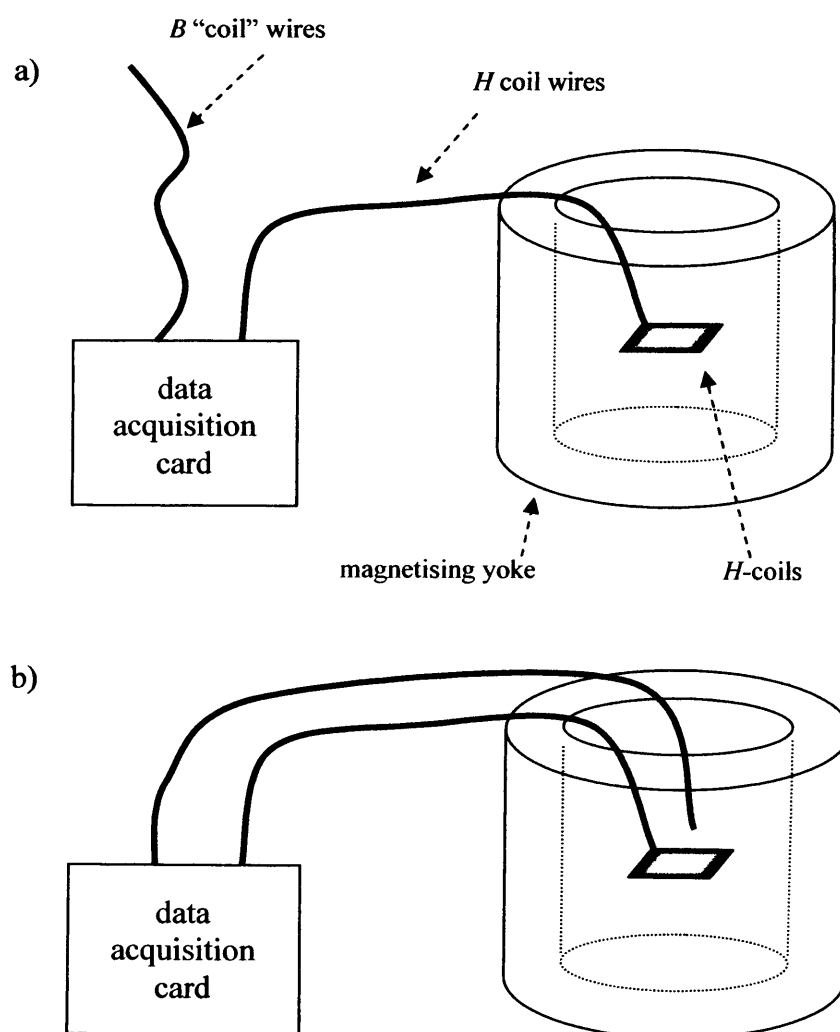 B “coil” wires
a)
H coil wires
data
acquisition
card
magnetising yoke
H-coils
b)
data
acquisition
card